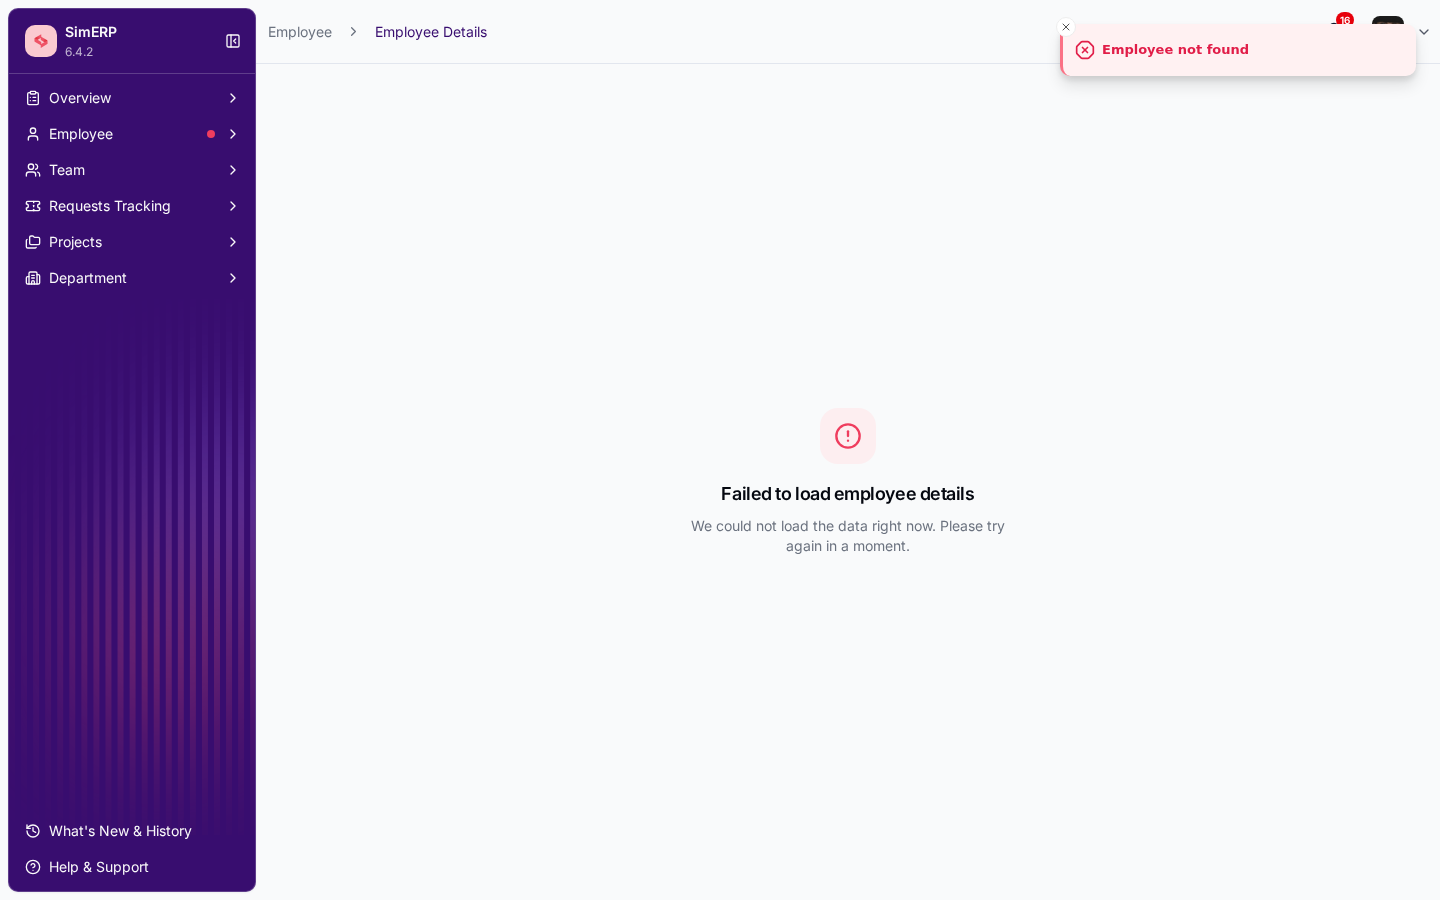 SimERP
6.4.2
Overview
Employee
Team
Requests Tracking
Projects
Department
What's New & History
Help & Support
Employee
Employee Details
16
Employee not found
Failed to load employee details
We could not load the data right now. Please try
again in a moment.